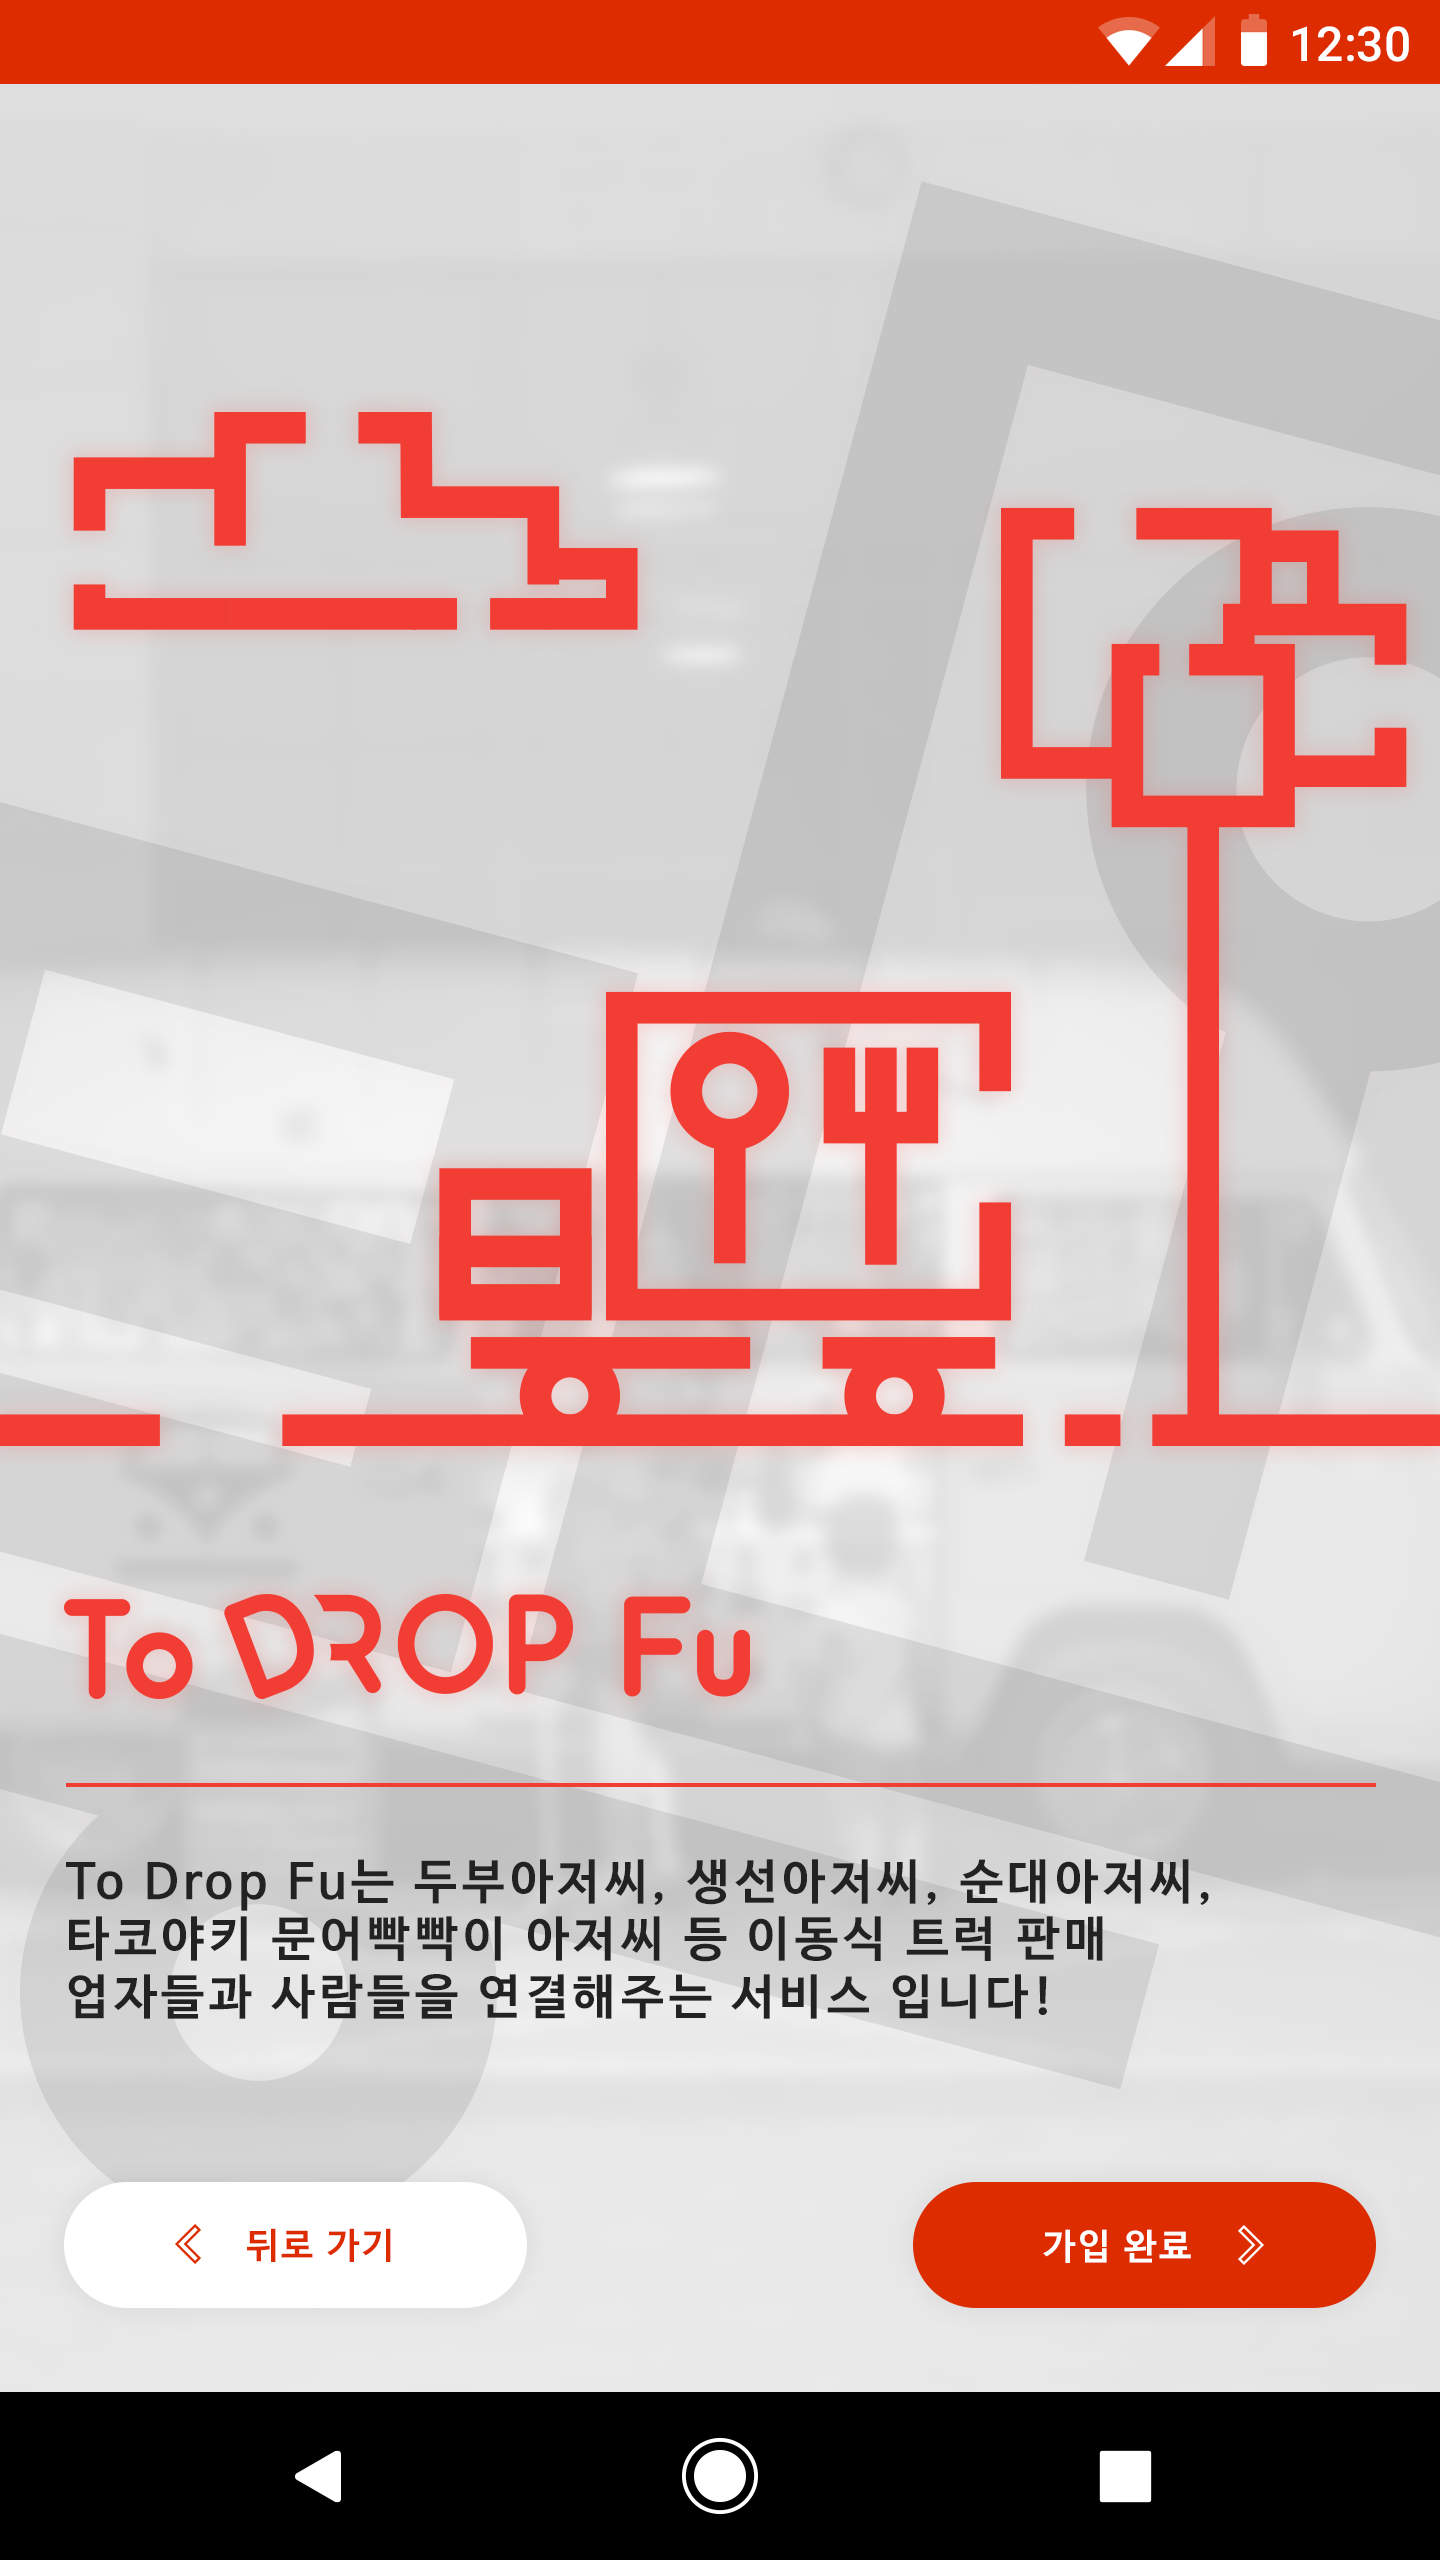 12:30
To DROP Fu
To Drop Fu는 두부아저씨, 생선아저씨, 순대아저씨,
타코야키 문어빡빡이 아저씨 등 이동식 트럭 판매
업자들과 사람들을 연결해주는 서비스 입니다!
뒤로 가기
가입 완료